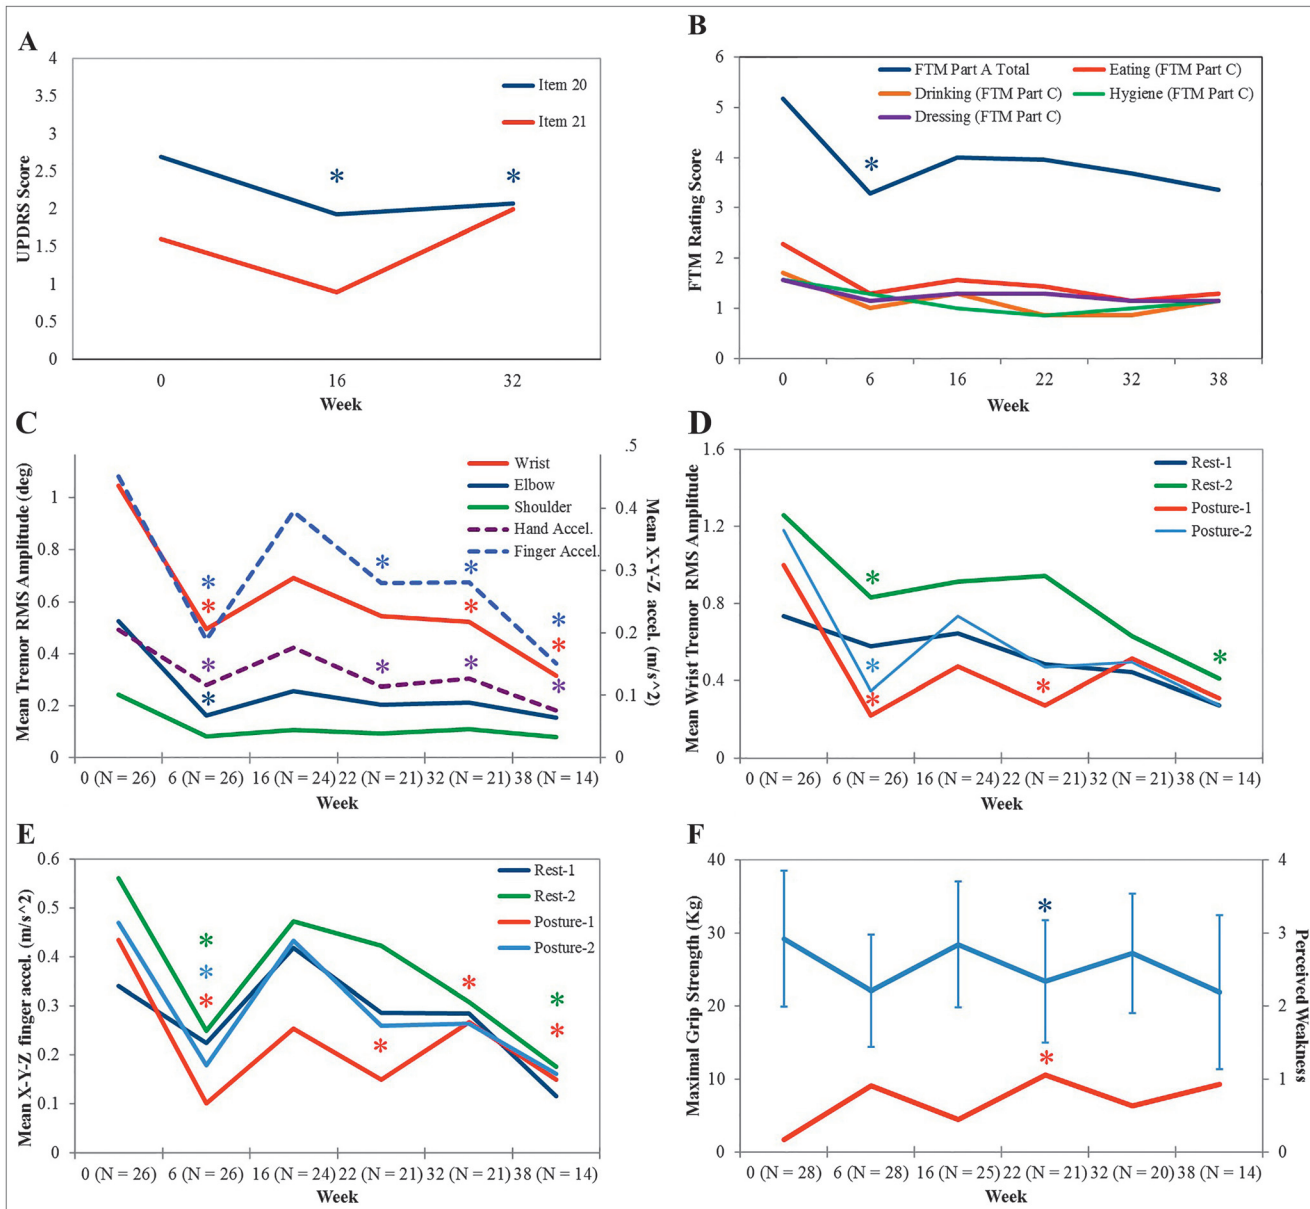 A
4
3.5
3
2.5
2
1.5
1
0.5
0
UPDRS Score
Item 20
Item 21
* *
0 16 32
Week
B
6
5
4
3
2
1
0
FTM Rating Score
FTM Part A Total Eating (FTM Part C)
Drinking (FTM Part C) Hygiene (FTM Part C)
Dressing (FTM Part C)
*
0 6 16 22 32 38
Week
C
Mean Tremor RMS Amplitude (deg)
1
0.8
0.6
0.4
0.2
0
Wrist
Elbow
Shoulder
Hand Accel.
Finger Accel.
.5
0.4
0.3
0.2
0.1
0
Mean X-Y-Z accel. (m/s^2)
* * * *
* * *
* * * *
*
0 (N = 26) 6 (N = 26) 16 (N = 24) 22 (N = 21) 32 (N = 21) 38 (N = 14)
Week
D
Mean Wrist Tremor RMS Amplitude
1.6
1.2
0.8
0.4
0
Rest-1
Rest-2
Posture-1
Posture-2
* *
*
* *
0 (N = 26) 6 (N = 26) 16 (N = 24) 22 (N = 21) 32 (N = 21) 38 (N = 14)
Week
E
Mean X-Y-Z finger accel. (m/s^2)
0.6
0.5
0.4
0.3
0.2
0.1
0
Rest-1
Rest-2
Posture-1
Posture-2
* *
*
* * * *
0 (N = 26) 6 (N = 26) 16 (N = 24) 22 (N = 21) 32 (N = 21) 38 (N = 14)
Week
F
Maximal Grip Strength (Kg)
40
30
20
10
0
*
*
4
3
2
1
0
Perceived Weakness
0 (N = 28) 6 (N = 28) 16 (N = 25) 22 (N = 21) 32 (N = 20) 38 (N = 14)
Week